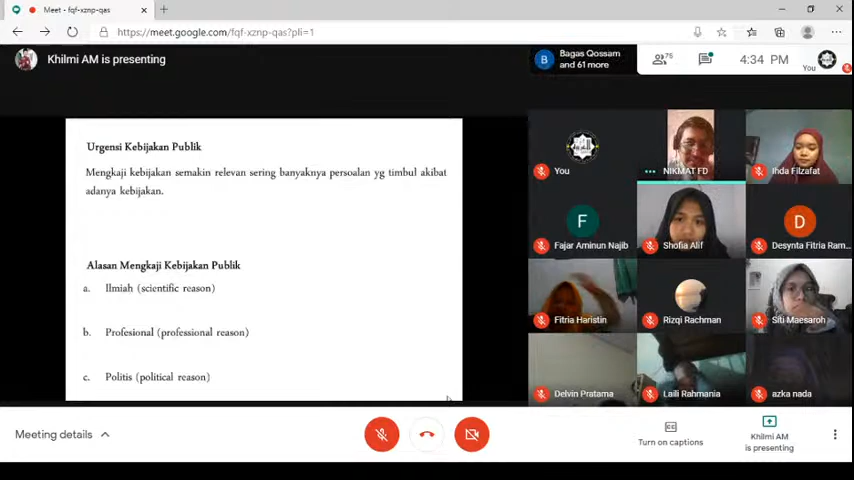 Meet - fqf-xznp-qas
https://meet.google.com/fqf-xznp-qas?pli=1
Khilmi AM is presenting
B
Bagas Qossam
and 61 more
75
4:34 PM
You
Urgensi Kebijakan Publik
Mengkaji kebijakan semakin relevan sering banyaknya persoalan yg timbul akibat
adanya kebijakan.
Alasan Mengkaji Kebijakan Publik
a. Ilmiah (scientific reason)
b. Profesional (professional reason)
c. Politis (political reason)
You
NIKMAT FD
Ihda Filzafat
F
Fajar Aminun Najib
Shofia Alif
D
Desynta Fitria Ram...
Fitria Haristin
Rizqi Rachman
Siti Maesaroh
Delvin Pratama
Laili Rahmania
azka nada
Meeting details
CC
Turn on captions
Khilmi AM
is presenting